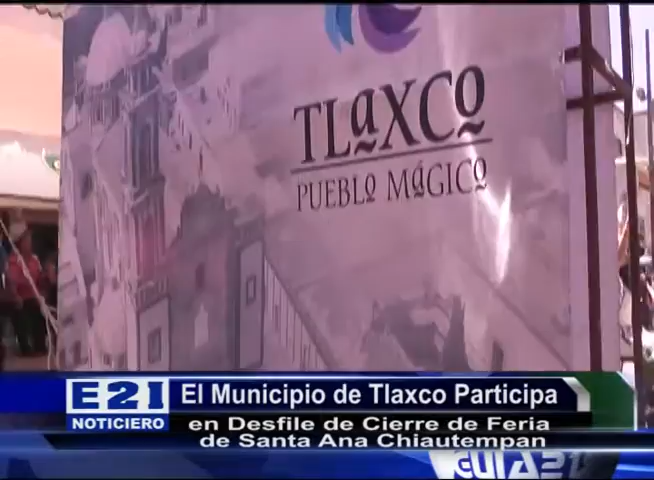 TLaXCO
PUEBLO MÁGICO
E21
NOTICIERO
El Municipio de Tlaxco Participa
en Desfile de Cierre de Feria
de Santa Ana Chiautempan